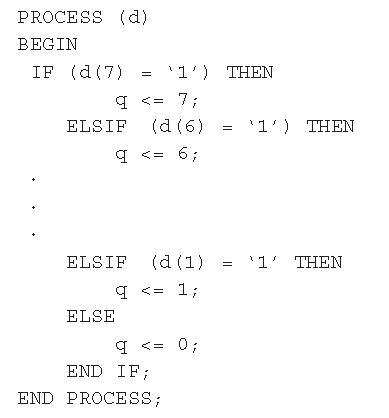 PROCESS (d)
BEGIN
IF (d(7) = ‘1’) THEN
q <= 7;
ELSIF (d(6) = ‘1’) THEN
q <= 6;
.
.
.
ELSIF (d(1) = ‘1’ THEN
q <= 1;
ELSE
q <= 0;
END IF;
END PROCESS;